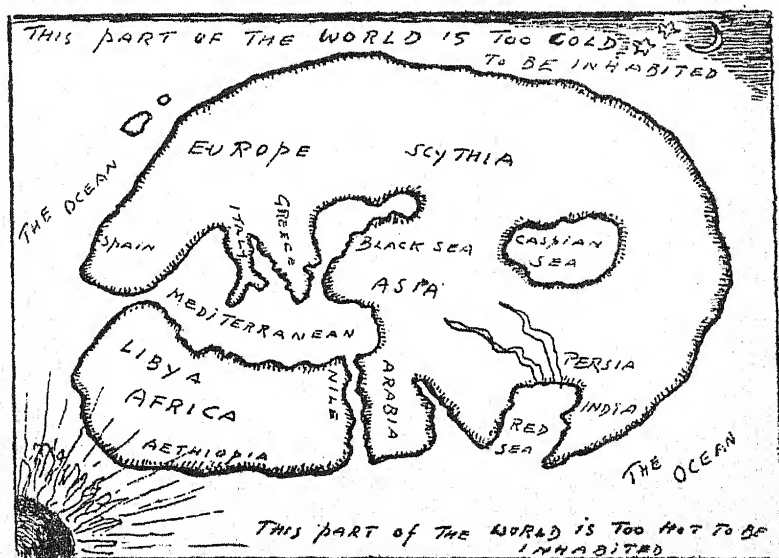 THIS PART OF THE WORLD IS TOO COLD
TO BE INHABITED
EUROPE
SCYTHIA
THE OCEAN
SPAIN
ITALY
GREECE
BLACK SEA
CASPIAN
SEA
ASIA
MEDITERRANEAN
LIBYA
AFRICA
AETHIOPIA
NILE
ARABIA
PERSIA
INDIA
RED
SEA
THE OCEAN
THIS PART OF THE WORLD IS TOO HOT TO BE
INHABITED